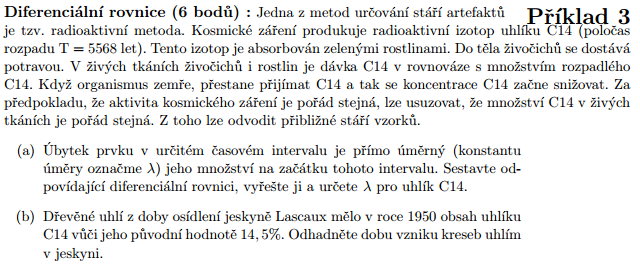 Diferenciální rovnice (6 bodů) : Jedna z metod určování stáří artefaktů
Příklad 3
je tzv. radioaktivní metoda. Kosmické záření produkuje radioaktivní izotop uhlíku C14 (poločas
rozpadu T = 5568 let). Tento izotop je absorbován zelenými rostlinami. Do těla živočichů se dostává
potravou. V živých tkáních živočichů i rostlin je dávka C14 v rovnováze s množstvím rozpadlého
C14. Když organismus zemře, přestane přijímat C14 a tak se koncentrace C14 začne snižovat. Za
předpokladu, že aktivita kosmického záření je pořád stejná, lze usuzovat, že množství C14 v živých
tkáních je pořád stejná. Z toho lze odvodit přibližné stáří vzorků.
(a) Úbytek prvku v určitém časovém intervalu je přímo úměrný (konstantu
úměry označme λ) jeho množství na začátku tohoto intervalu. Sestavte od-
povídající diferenciální rovnici, vyřešte ji a určete λ pro uhlík C14.
(b) Dřevěné uhlí z doby osídlení jeskyně Lascaux mělo v roce 1950 obsah uhlíku
C14 vůči jeho původní hodnotě 14, 5%. Odhadněte dobu vzniku kreseb uhlím
v jeskyni.